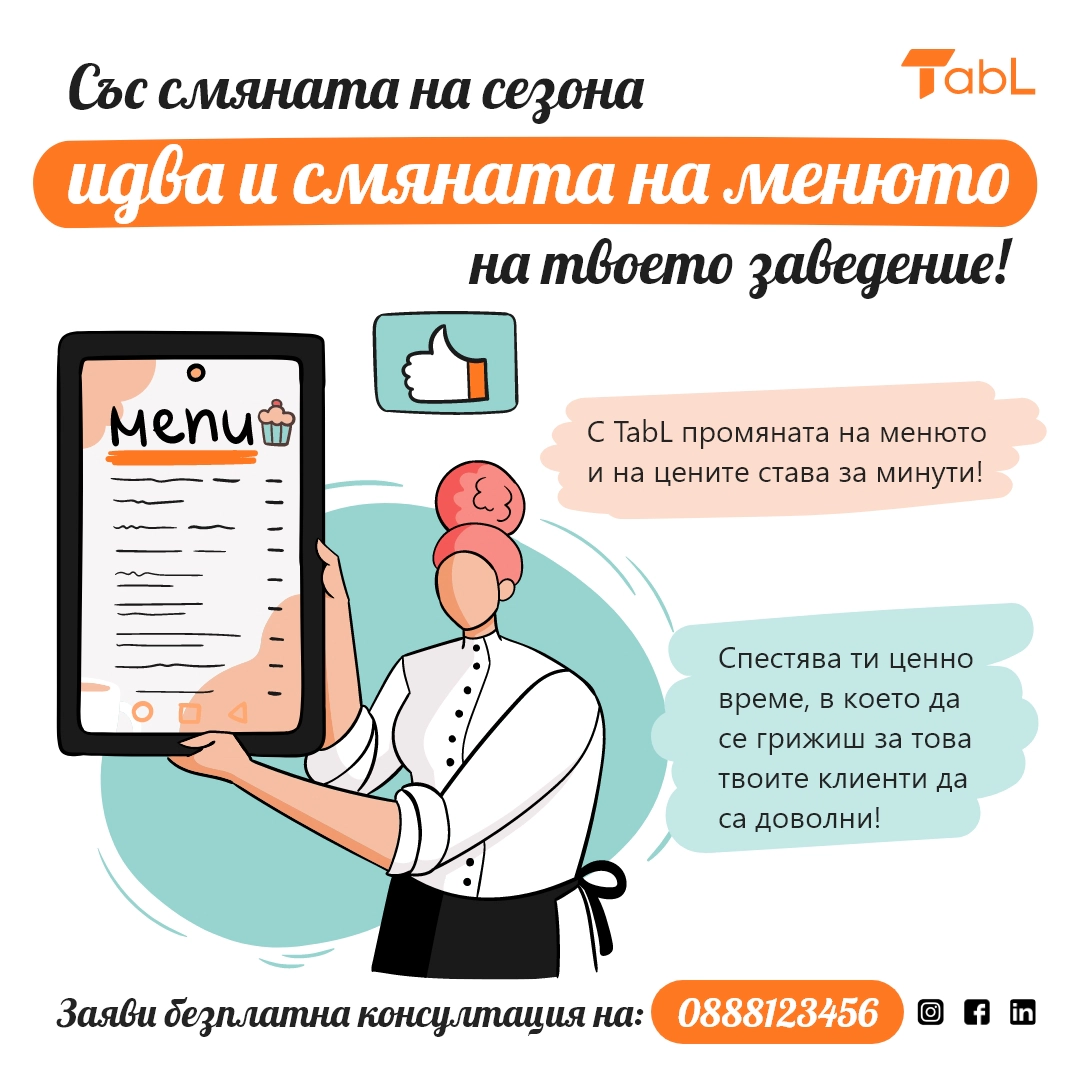 Със смяната на сезона
TabL
идва и смяната на менюто
на твоето заведение!
Menu
С TabL промяната на менюто
и на цените става за минути!
Спестява ти ценно
време, в което да
се грижиш за това
твоите клиенти да
са доволни!
Заяви безплатна консултация на: 0888123456